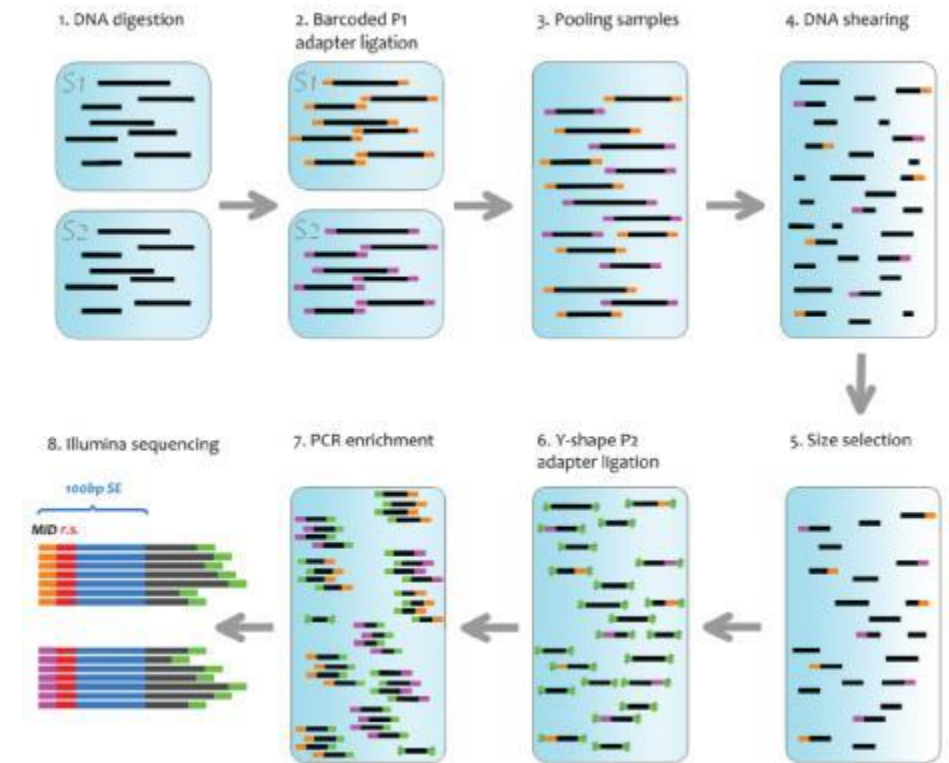 1. DNA digestion
2. Barcoded P1
adapter ligation
3. Pooling samples
4. DNA shearing
S1
S1
S2
S2
8. Illumina sequencing
7. PCR enrichment
6. Y-shape P2
adapter ligation
5. Size selection
100bp SE
MID r.s.